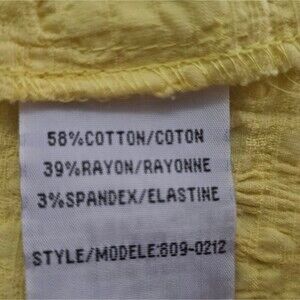 58%COTTON/COTON
39%RAYON/RAYONNE
3%SPANDEX/ELASTINE
STYLE/MODELE:809-0212